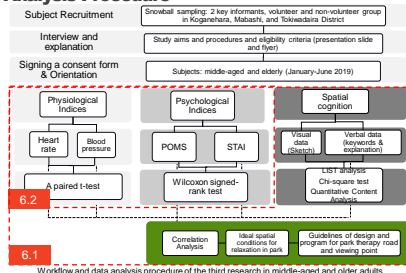 Analysis Procedure
Subject Recruitment
Snowball sampling: 2 key informants, volunteer and non-volunteer group
in Koganehara, Mabashi, and Tokiwadaira District
Interview and
explanation
Study aims and procedures and eligibility criteria (presentation slide
and flyer)
Signing a consent form
& Orientation
Subjects: middle-aged and elderly (January-June 2019)
Physiological
Indices
Psychological
Indices
Spatial
cognition
Heart
rate
Blood
pressure
POMS
STAI
Visual
data
(Sketch)
Verbal data
(keywords &
explanation)
A paired t-test
Wilcoxon signed-
rank test
LIST analysis
Chi-square test
Quantitative Content
Analysis
6.2
6.1
Correlation
Analysis
Ideal spatial
conditions for
relaxation in park
Guidelines of design and
program for park therapy road
and viewing point
Workflow and data analysis procedure of the third research in middle-aged and older adults